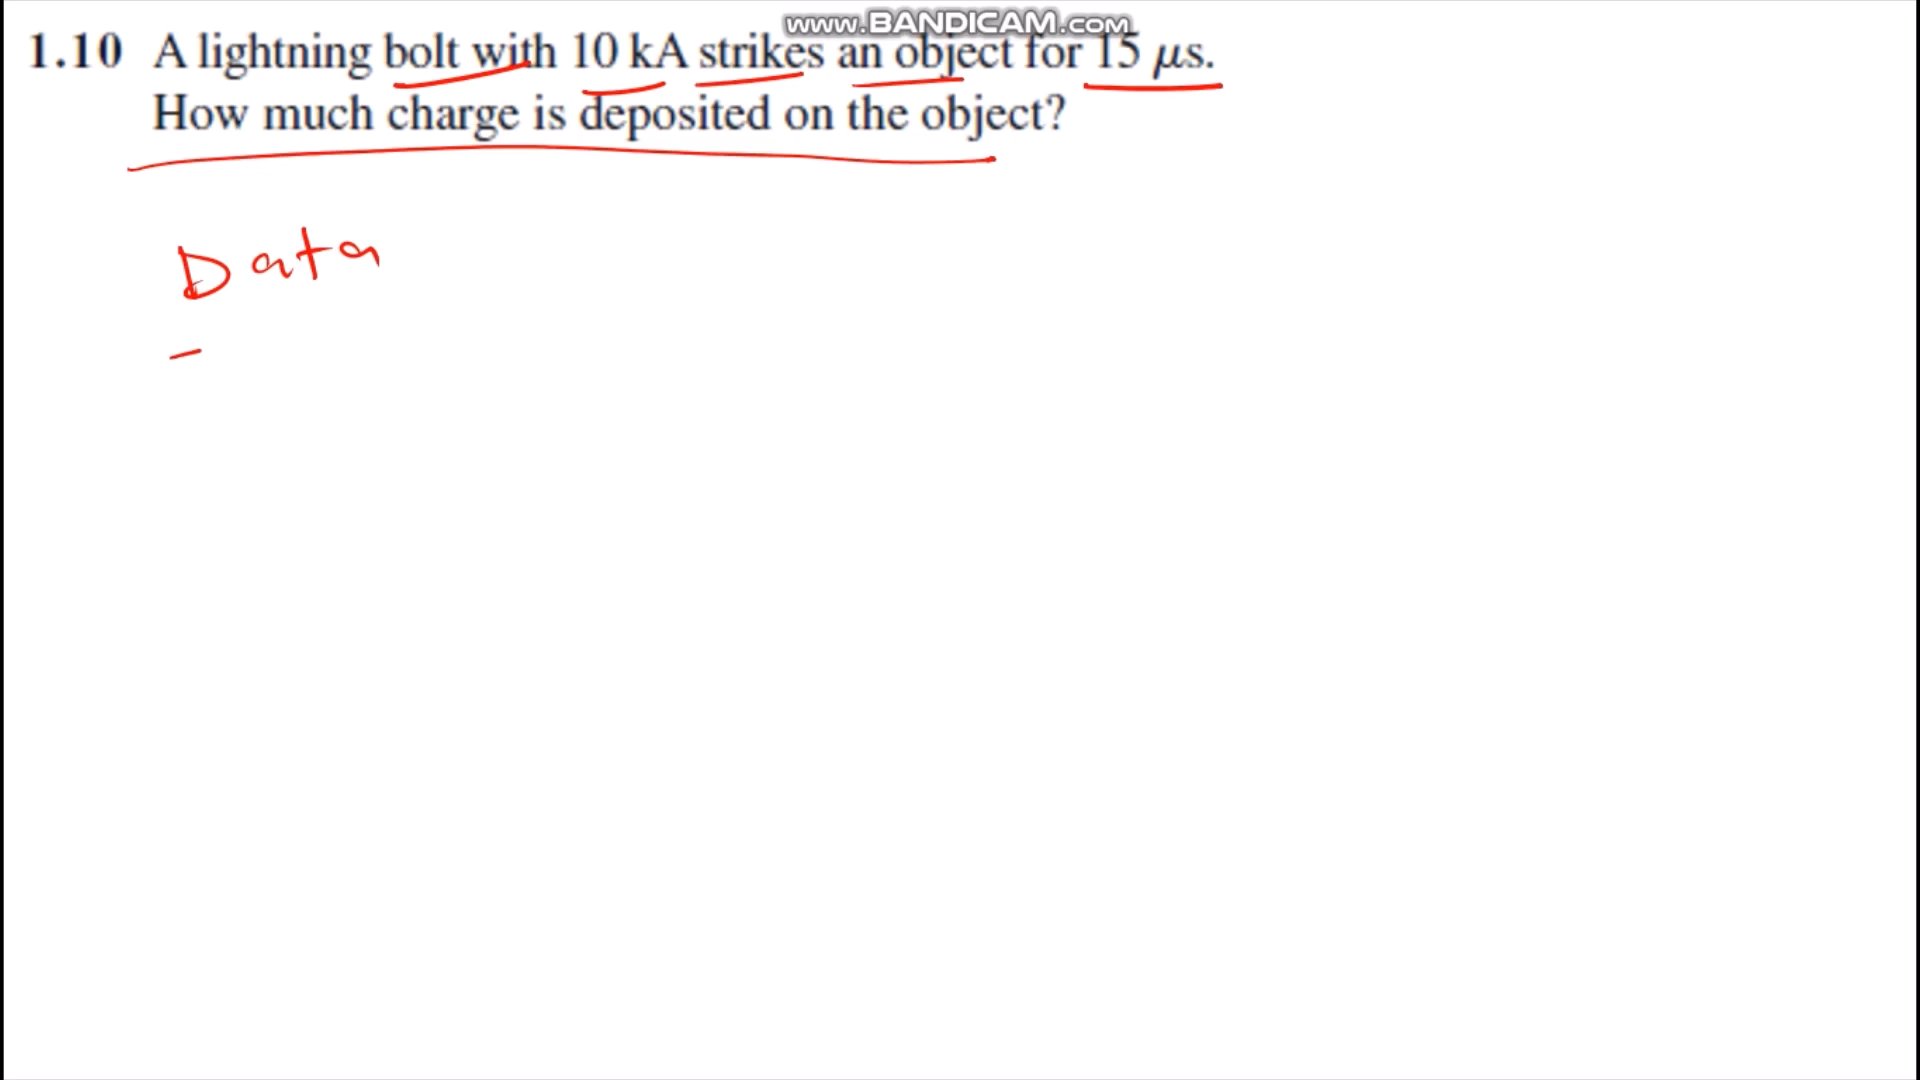 www.BANDICAM.com
1.10 A lightning bolt with 10 kA strikes an object for 15 μs.
How much charge is deposited on the object?
Data